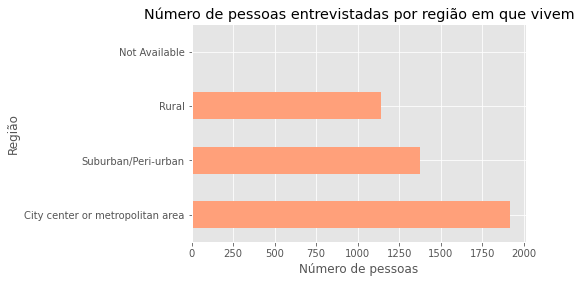 Número de pessoas entrevistadas por região em que vivem
Not Available
Rural
Suburban/Peri-urban
City center or metropolitan area
Região
0 250 500 750 1000 1250 1500 1750 2000
Número de pessoas